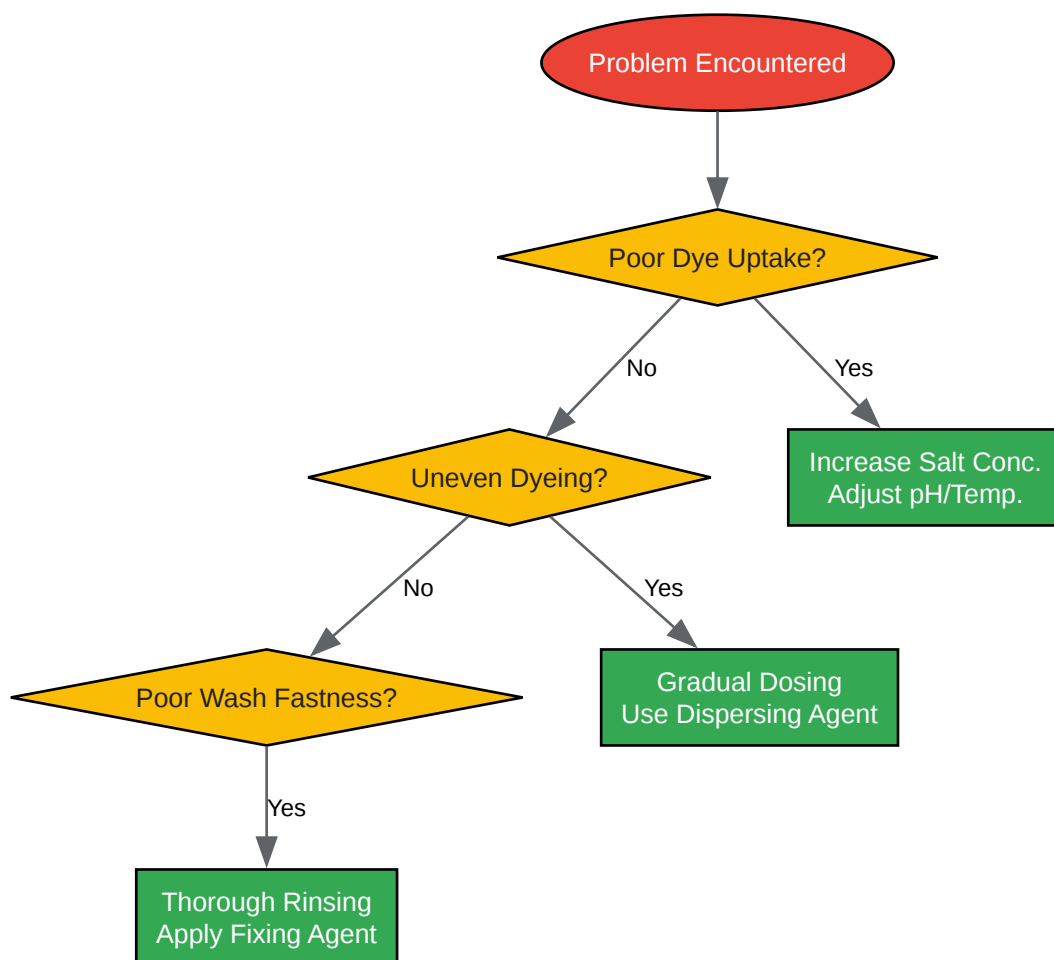 Problem Encountered
Poor Dye Uptake?
No
Yes
Uneven Dyeing?
Increase Salt Conc.
Adjust pH/Temp.
No
Yes
Poor Wash Fastness?
Gradual Dosing
Use Dispersing Agent
Yes
Thorough Rinsing
Apply Fixing Agent